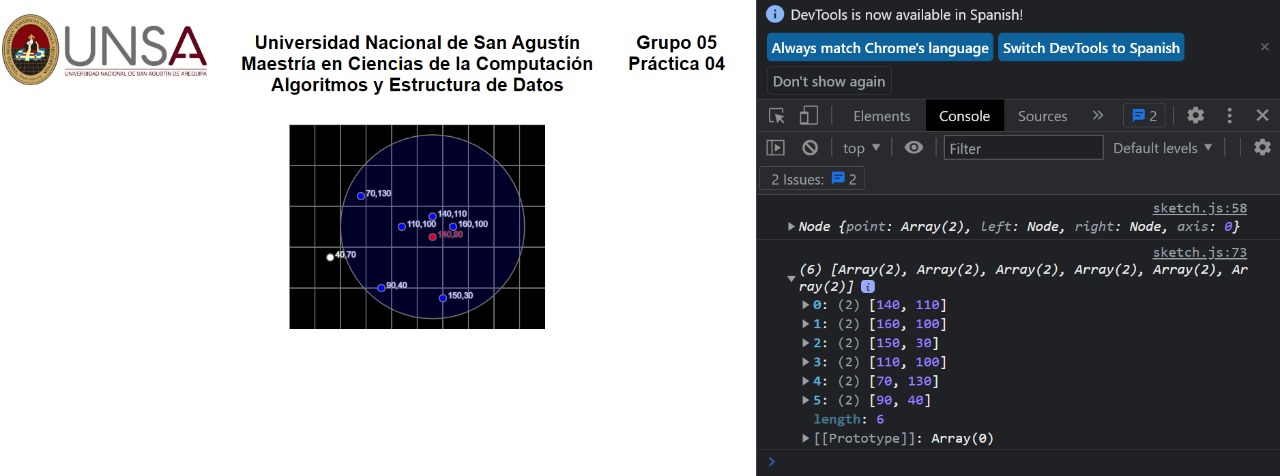 UNSA
UNIVERSIDAD NACIONAL DE SAN AGUSTÍN DE AREQUIPA
Universidad Nacional de San Agustín
Maestría en Ciencias de la Computación
Algoritmos y Estructura de Datos
Grupo 05
Práctica 04
70,130
140,110
110,100
160,100
140,90
40,70
90,40
150,30
DevTools is now available in Spanish!
Always match Chrome's language
Switch DevTools to Spanish
Don't show again
Elements
Console
Sources
2
top
Filter
Default levels
2 Issues:
2
sketch.js:58
Node {point: Array(2), left: Node, right: Node, axis: 0}
sketch.js:73
(6) [Array(2), Array(2), Array(2), Array(2), Array(2), Ar
ray(2)]
0: (2) [140, 110]
1: (2) [160, 100]
2: (2) [150, 30]
3: (2) [110, 100]
4: (2) [70, 130]
5: (2) [90, 40]
length: 6
[[Prototype]]: Array(0)